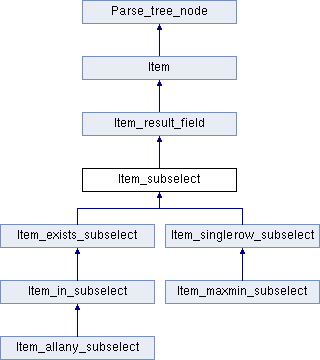 Parse_tree_node
Item
Item_result_field
Item_subselect
Item_exists_subselect
Item_singlerow_subselect
Item_in_subselect
Item_maxmin_subselect
Item_allany_subselect